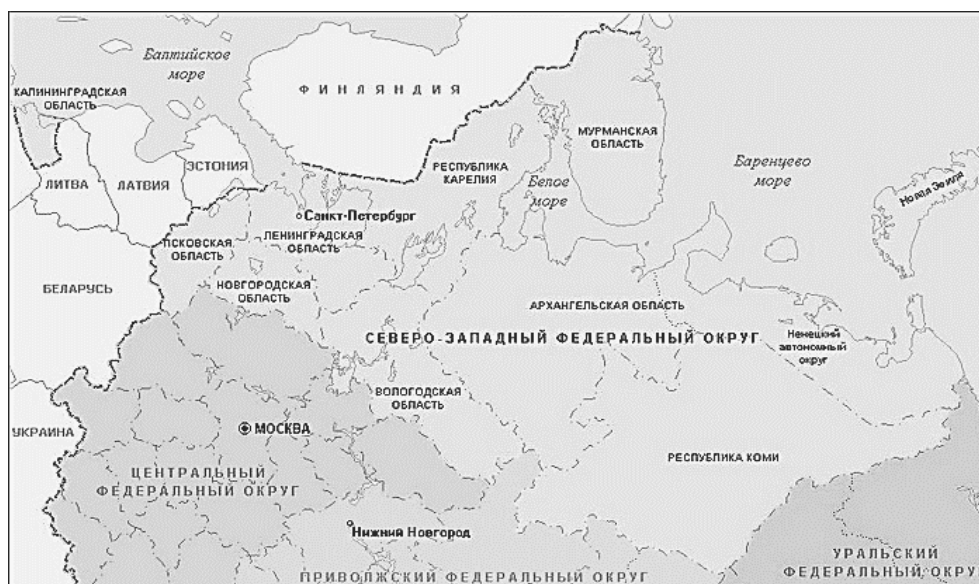 Балтийское
море
КАЛИНИНГРАДСКАЯ
ОБЛАСТЬ
ФИНЛЯНДИЯ
МУРМАНСКАЯ
ОБЛАСТЬ
ЛИТВА
ЛАТВИЯ
ЭСТОНИЯ
РЕСПУБЛИКА
КАРЕЛИЯ
Белое
море
Баренцево
море
Новая Земля
Санкт-Петербург
ПСКОВСКАЯ
ОБЛАСТЬ
ЛЕНИНГРАДСКАЯ
ОБЛАСТЬ
БЕЛАРУСЬ
НОВГОРОДСКАЯ
ОБЛАСТЬ
АРХАНГЕЛЬСКАЯ ОБЛАСТЬ
СЕВЕРО-ЗАПАДНЫЙ ФЕДЕРАЛЬНЫЙ ОКРУГ
Ненецкий
автономный
округ
ВОЛОГОДСКАЯ
ОБЛАСТЬ
УКРАИНА
МОСКВА
РЕСПУБЛИКА КОМИ
ЦЕНТРАЛЬНЫЙ
ФЕДЕРАЛЬНЫЙ ОКРУГ
Нижний Новгород
ПРИВОЛЖСКИЙ ФЕДЕРАЛЬНЫЙ ОКРУГ
УРАЛЬСКИЙ
ФЕДЕРАЛЬНЫЙ ОКРУ